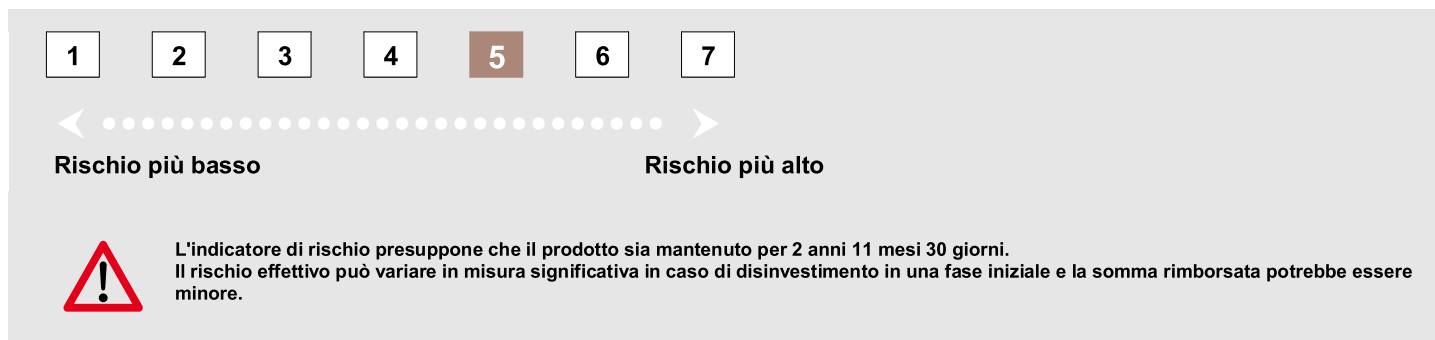 1 2 3 4 5 6 7
Rischio più basso Rischio più alto
L'indicatore di rischio presuppone che il prodotto sia mantenuto per 2 anni 11 mesi 30 giorni.
Il rischio effettivo può variare in misura significativa in caso di disinvestimento in una fase iniziale e la somma rimborsata potrebbe essere
minore.